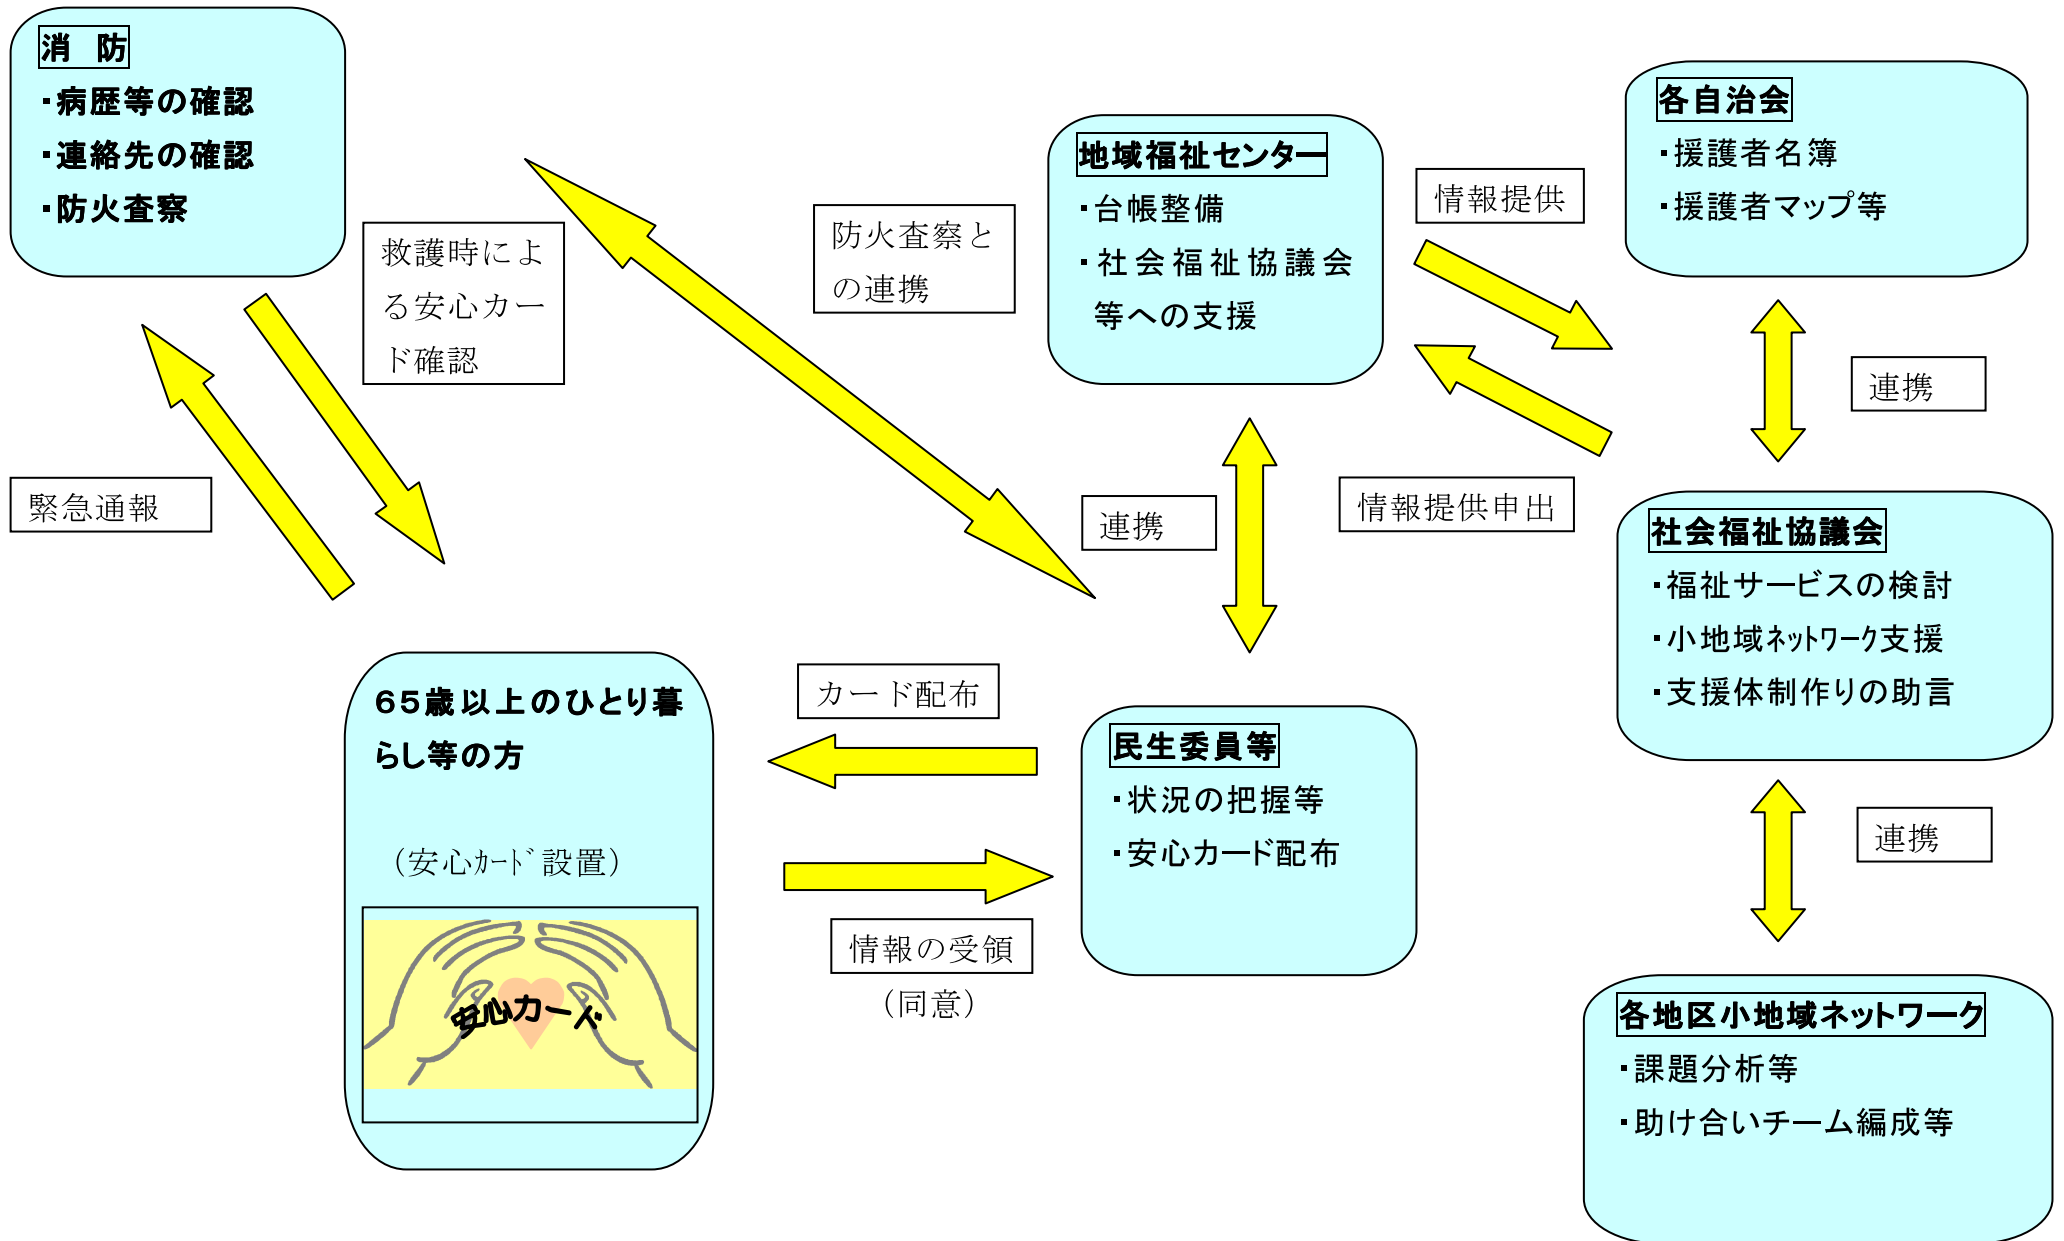 消　防
・病歴等の確認
・連絡先の確認
・防火査察
救護時によ
る安心カー
ド確認
緊急通報
防火査察と
の連携
地域福祉センター
・台帳整備
・社会福祉協議会
等への支援
情報提供
各自治会
・援護者名簿
・援護者マップ等
連携
情報提供申出
連携
社会福祉協議会
・福祉サービスの検討
・小地域ﾈｯﾄﾜｰｸ支援
・支援体制作りの助言
連携
各地区小地域ネットワーク
・課題分析等
・助け合いチーム編成等
カード配布
民生委員等
・状況の把握等
・安心カード配布
情報の受領
（同意）
６５歳以上のひとり暮
らし等の方
（安心ｶｰﾄﾞ設置）
安心カード